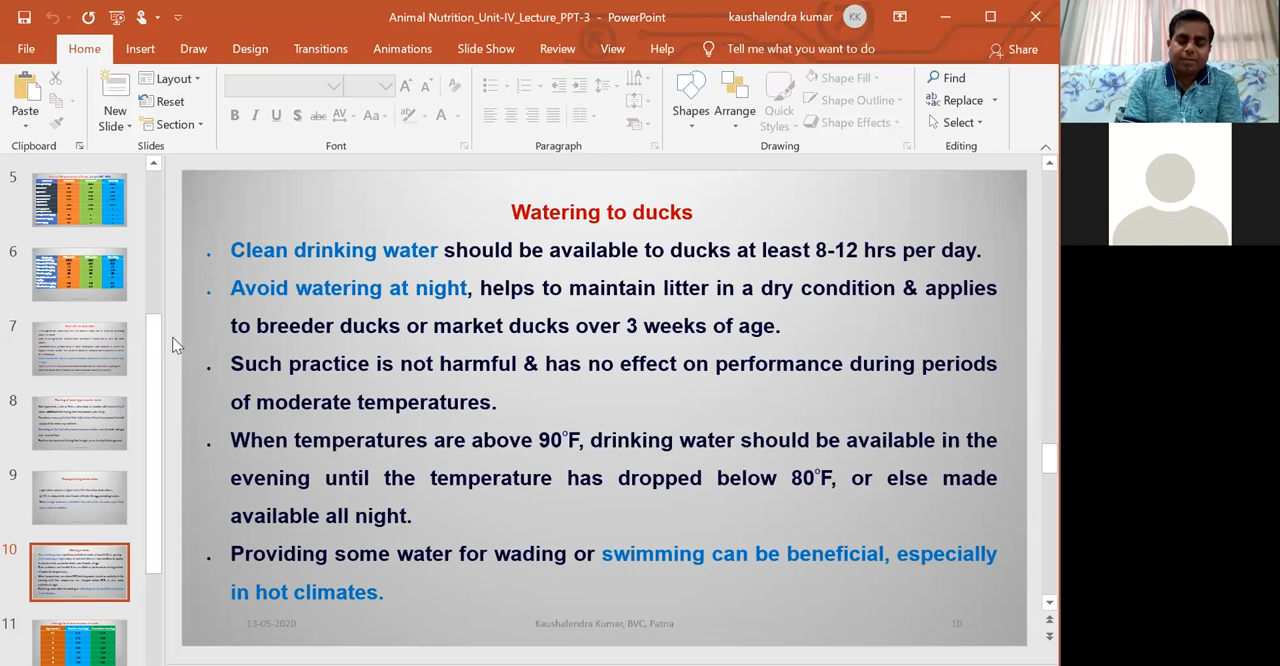 Animal Nutrition_Unit-IV_Lecture_PPT-3 - PowerPoint
kaushalendra kumar
KK
File
Home
Insert
Draw
Design
Transitions
Animations
Slide Show
Review
View
Help
Tell me what you want to do
Share
Paste
New
Slide
Layout
Reset
Section
B I U S abc AV Aa A
Shapes
Arrange
Quick
Styles
Shape Fill
Shape Outline
Shape Effects
Find
Replace
Select
Clipboard
Slides
Font
Paragraph
Drawing
Editing
5
6
7
8
9
10
11
Watering to ducks
Clean drinking water should be available to ducks at least 8-12 hrs per day.
Avoid watering at night, helps to maintain litter in a dry condition & applies
to breeder ducks or market ducks over 3 weeks of age.
Such practice is not harmful & has no effect on performance during periods
of moderate temperatures.
When temperatures are above 90°F, drinking water should be available in the
evening until the temperature has dropped below 80°F, or else made
available all night.
Providing some water for wading or swimming can be beneficial, especially
in hot climates.
13-05-2020
Kaushalendra Kumar, BVC, Patna
10